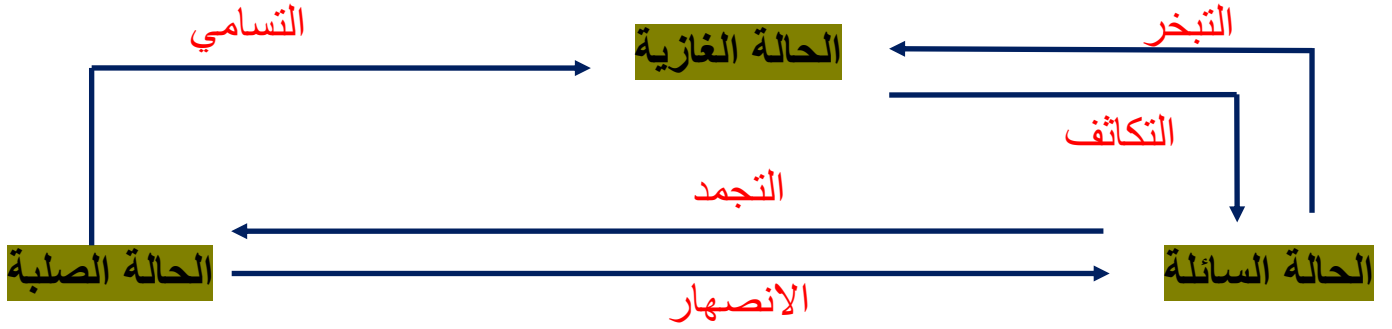 التبخر
التسامي
الحالة الغازية
التكاثف
التجمد
الحالة السائلة
الحالة الصلبة
الانصهار